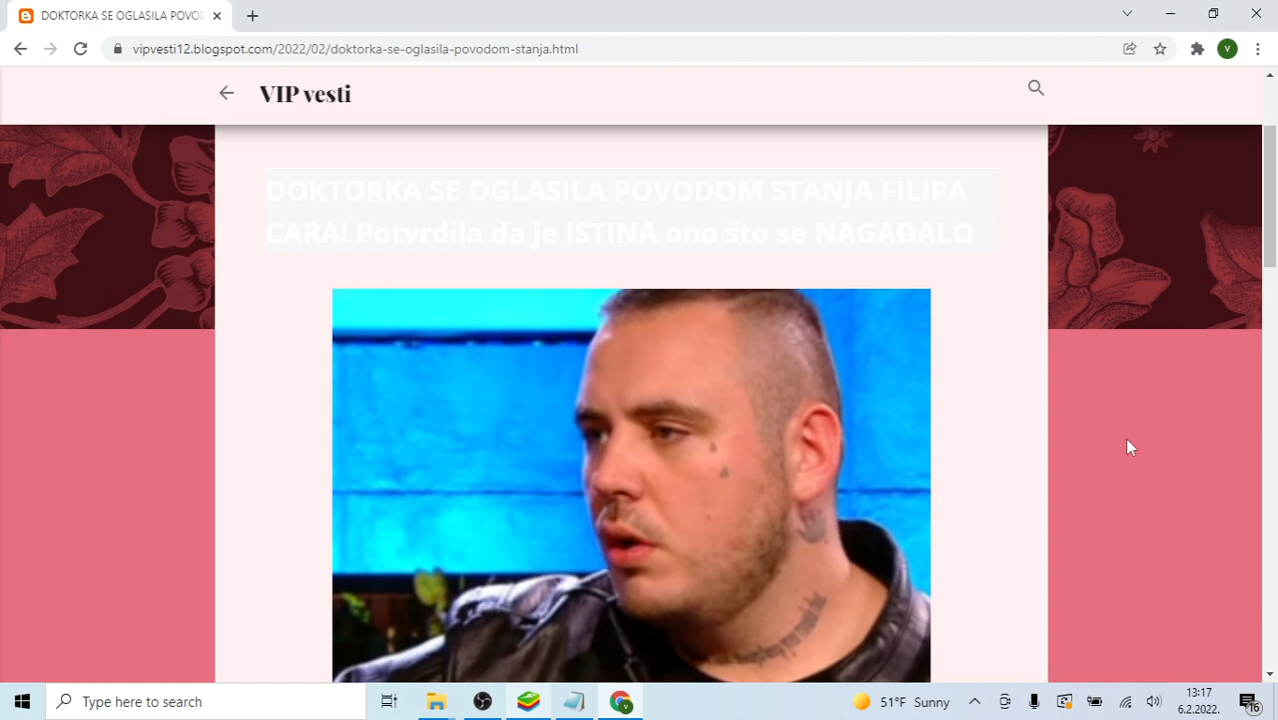 DOKTORKA SE OGLASILA POVOD
vipvesti12.blogspot.com/2022/02/doktorka-se-oglasila-povodom-stanja.html
V
VIP vesti
DOKTORKA SE OGLASILA POVODOM STANJA FILIPA
CARA! Potvrdila da je ISTINA ono što se NAGAĐALO
Type here to search
51°F Sunny
13:17
6.2.2022.
16